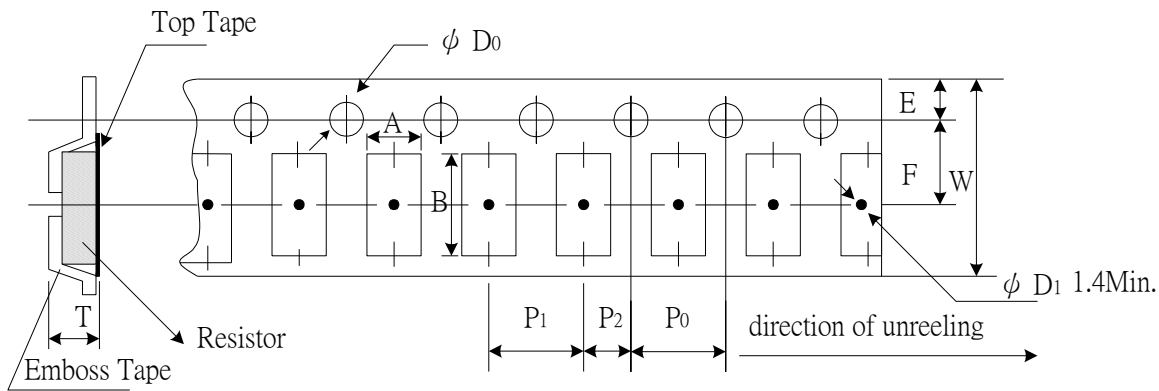 Top Tape
ϕ D0
E
A
F
W
B
ϕ D1 1.4Min.
T
P1
P2
P0
direction of unreeling
Resistor
Emboss Tape